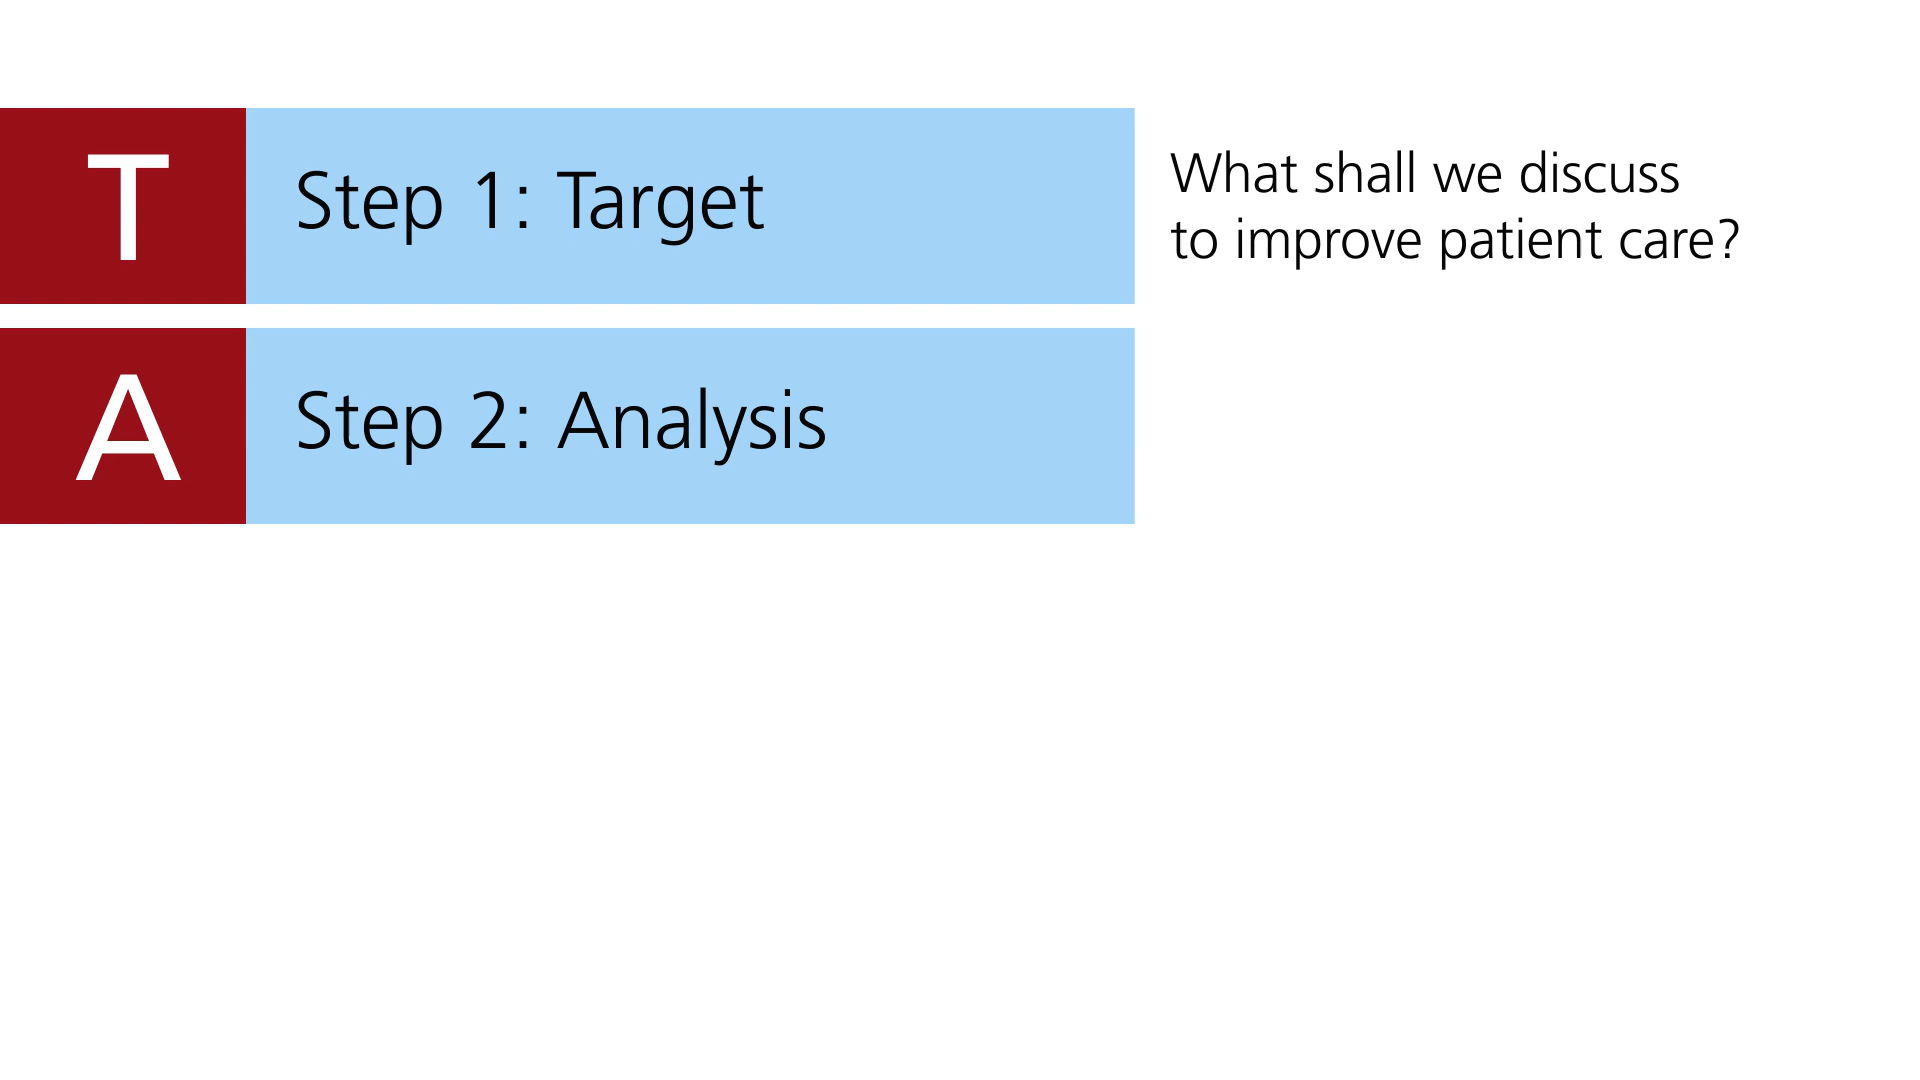 T
Step 1: Target
What shall we discuss
to improve patient care?
A
Step 2: Analysis